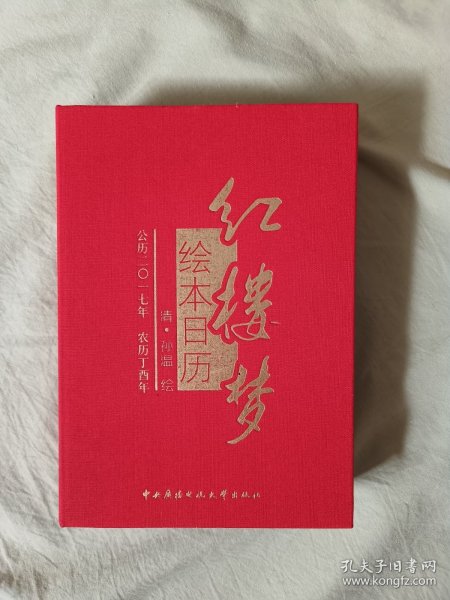 红楼梦
绘本日历
清·孙温 绘
公历二〇一七年 农历丁酉年
中央广播电视大学出版社
孔夫子旧书网
www.kongfz.com